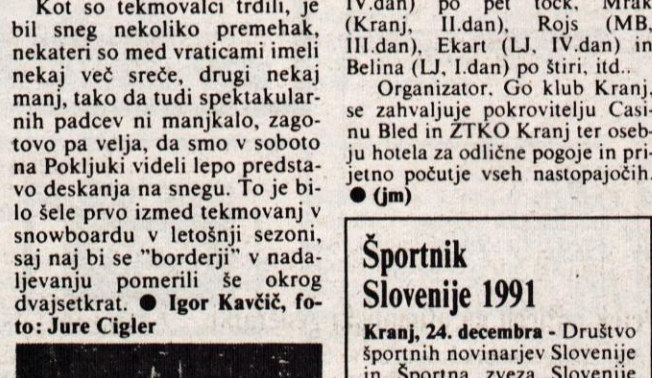 Kot so tekmovalci trdili, je
bil sneg nekoliko premehak,
nekateri so med vraticami imeli
nekaj več sreče, drugi nekaj
manj, tako da tudi spektakular-
nih padcev ni manjkalo, zago-
tovo pa velja, da smo v soboto
na Pokljuki videli lepo predsta-
vo deskanja na snegu. To je bi-
lo šele prvo izmed tekmovanj v
snowboardu v letošnji sezoni,
saj naj bi se "borderji" v nada-
ljevanju pomerili še okrog
dvajsetkrat. ● Igor Kavčič, fo-
to: Jure Cigler
IV.dan) po pet točk, Mrak
(Kranj, II.dan), Rojs (MB,
III.dan), Ekart (LJ, IV.dan) in
Belina (LJ, I.dan) po štiri, itd..
Organizator, Go klub Kranj,
se zahvaljuje pokrovitelju Casi-
nu Bled in ŽTKO Kranj ter oseb-
ju hotela za odlične pogoje in pri-
jetno počutje vseh nastopajočih.
● (jm)
Športnik
Slovenije 1991
Kranj, 24. decembra - Društvo
športnih novinarjev Slovenije
in Športna zveza Slovenije